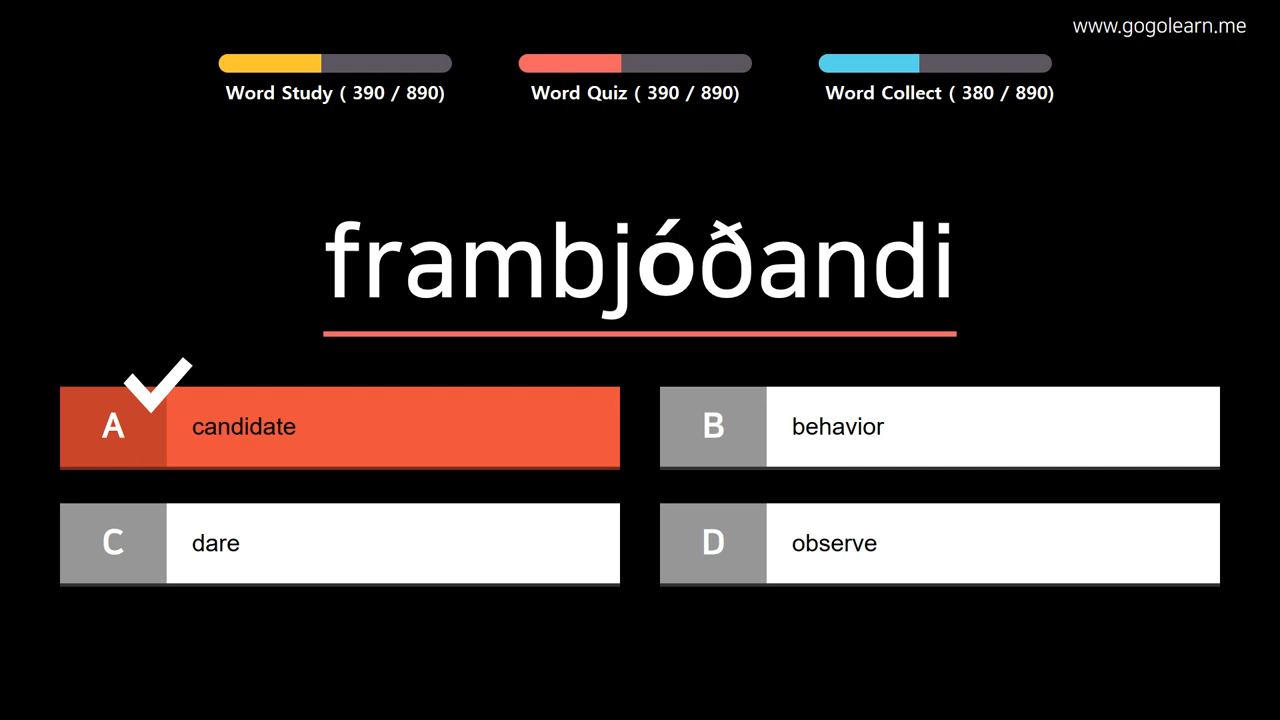 www.gogolearn.me
Word Study ( 390 / 890)
Word Quiz ( 390 / 890)
Word Collect ( 380 / 890)
frambjóðandi
A candidate
B behavior
C dare
D observe